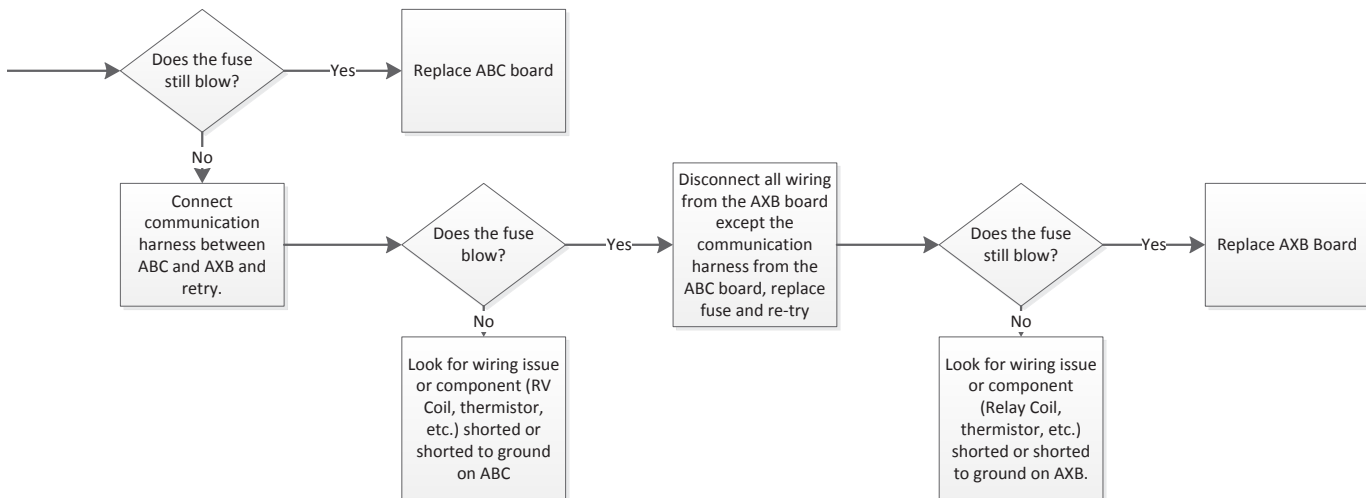 Does the fuse
still blow?
Yes
Replace ABC board
No
Connect
communication
harness between
ABC and AXB and
retry.
Does the fuse
blow?
Yes
Disconnect all wiring
from the AXB board
except the
communication
harness from the
ABC board, replace
fuse and re-try
Does the fuse
still blow?
Yes
Replace AXB Board
No
Look for wiring issue
or component (RV
Coil, thermistor,
etc.) shorted or
shorted to ground
on ABC
No
Look for wiring issue
or component
(Relay Coil,
thermistor, etc.)
shorted or shorted
to ground on AXB.